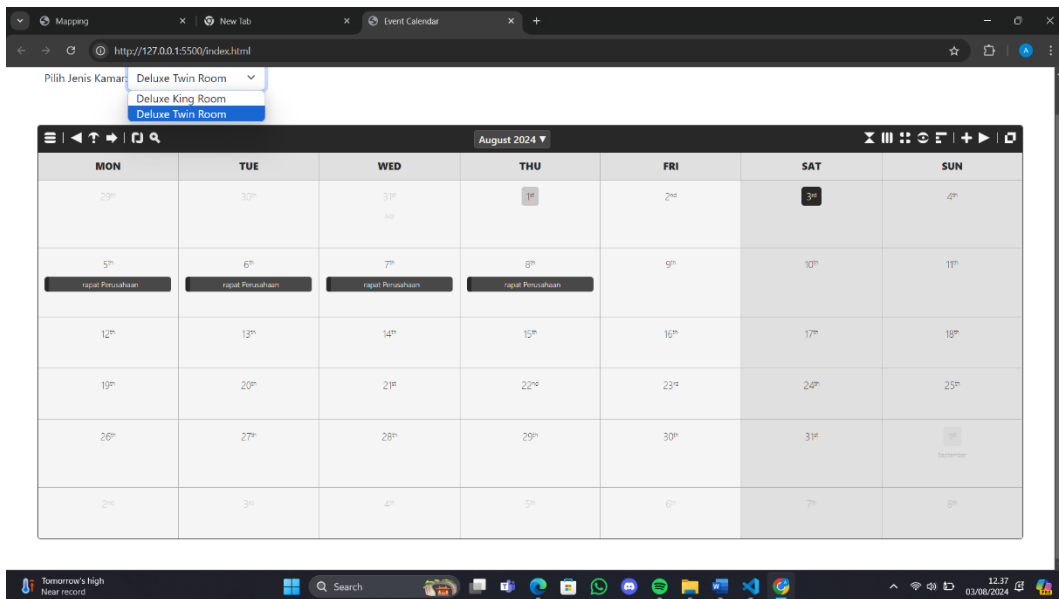 Mapping
New Tab
Event Calendar
http://127.0.0.1:5500/index.html
A
Pilih Jenis Kamar:
Deluxe Twin Room
Deluxe King Room
Deluxe Twin Room
August 2024 ▼
MON TUE WED THU FRI SAT SUN
29th 30th 31st 1st 2nd 3rd 4th
5th 6th 7th 8th 9th 10th 11th
rapat Perusahaan rapat Perusahaan rapat Perusahaan rapat Perusahaan
12th 13th 14th 15th 16th 17th 18th
19th 20th 21st 22nd 23rd 24th 25th
26th 27th 28th 29th 30th 31st 1st
September
2nd 3rd 4th 5th 6th 7th 8th
Tomorrow's high
Near record
Search
12.37
03/08/2024